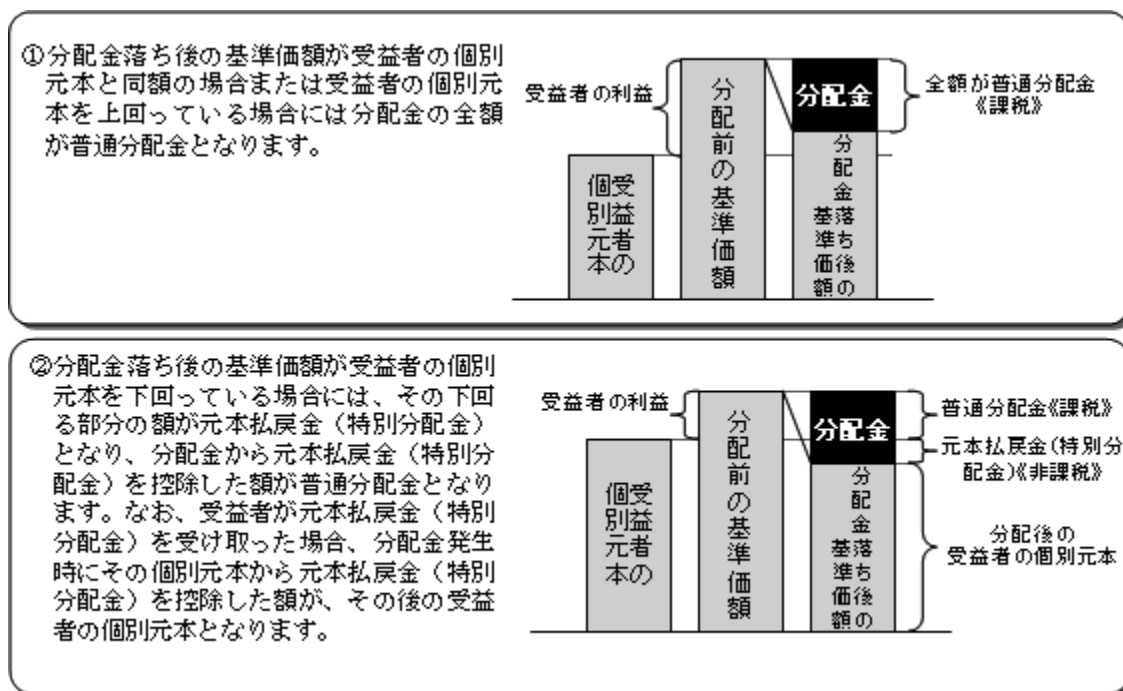 ①分配金落ち後の基準価額が受益者の個別
元本と同額の場合または受益者の個別元
本を上回っている場合には分配金の全額
が普通分配金となります。
受益者の利益
受益者の
個別元本
分配前の基準価額
分配金
分配金落ち後の
基準価額
全額が普通分配金
《課税》
②分配金落ち後の基準価額が受益者の個別
元本を下回っている場合には、その下回
る部分の額が元本払戻金（特別分配金）
となり、分配金から元本払戻金（特別分
配金）を控除した額が普通分配金となり
ます。なお、受益者が元本払戻金（特別
分配金）を受け取った場合、分配金発生
時にその個別元本から元本払戻金（特別
分配金）を控除した額が、その後の受益
者の個別元本となります。
受益者の利益
受益者の
個別元本
分配前の基準価額
分配金
分配金落ち後の
基準価額
普通分配金《課税》
元本払戻金(特別分
配金)《非課税》
分配後の
受益者の個別元本